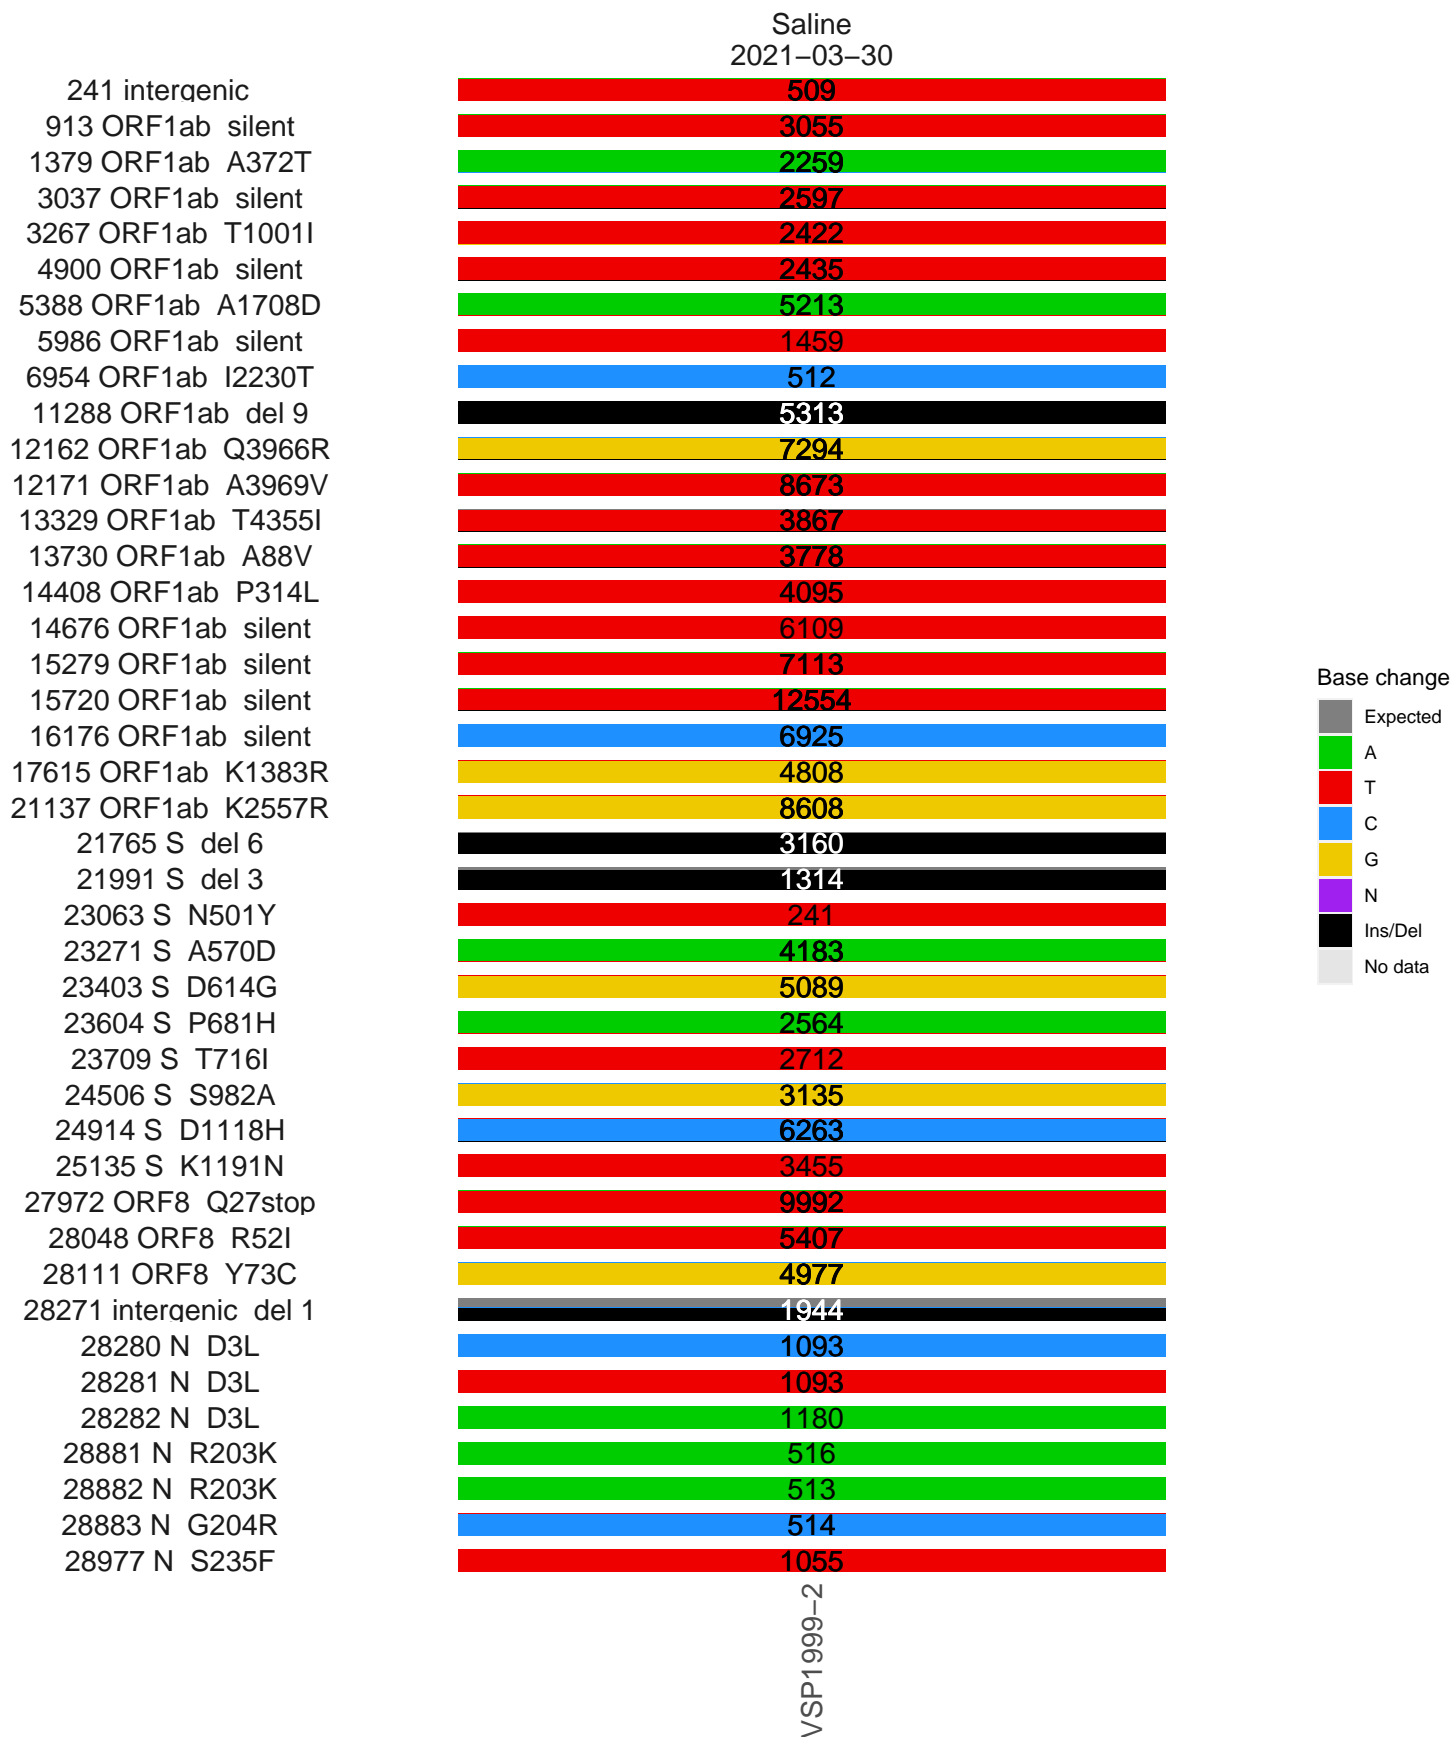 Saline
2021−03−30
241 intergenic 509
913 ORF1ab silent 3055
1379 ORF1ab A372T 2259
3037 ORF1ab silent 2597
3267 ORF1ab T1001I 2422
4900 ORF1ab silent 2435
5388 ORF1ab A1708D 5213
5986 ORF1ab silent 1459
6954 ORF1ab I2230T 512
11288 ORF1ab del 9 5313
12162 ORF1ab Q3966R 7294
12171 ORF1ab A3969V 8673
13329 ORF1ab T4355I 3867
13730 ORF1ab A88V 3778
14408 ORF1ab P314L 4095
14676 ORF1ab silent 6109
15279 ORF1ab silent 7113
15720 ORF1ab silent 12554
16176 ORF1ab silent 6925
17615 ORF1ab K1383R 4808
21137 ORF1ab K2557R 8608
21765 S del 6 3160
21991 S del 3 1314
23063 S N501Y 241
23271 S A570D 4183
23403 S D614G 5089
23604 S P681H 2564
23709 S T716I 2712
24506 S S982A 3135
24914 S D1118H 6263
25135 S K1191N 3455
27972 ORF8 Q27stop 9992
28048 ORF8 R52I 5407
28111 ORF8 Y73C 4977
28271 intergenic del 1 1944
28280 N D3L 1093
28281 N D3L 1093
28282 N D3L 1180
28881 N R203K 516
28882 N R203K 513
28883 N G204R 514
28977 N S235F 1055
VSP1999−2
Base change
Expected
A
T
C
G
N
Ins/Del
No data